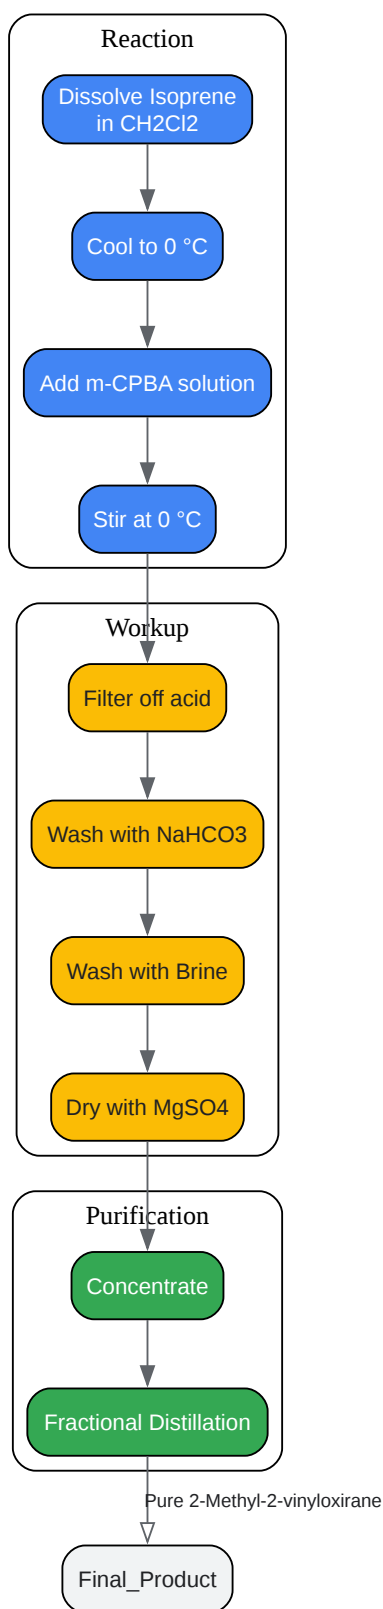 Reaction
Dissolve Isoprene
in CH2Cl2
Cool to 0 °C
Add m-CPBA solution
Stir at 0 °C
Workup
Filter off acid
Wash with NaHCO3
Wash with Brine
Dry with MgSO4
Purification
Concentrate
Fractional Distillation
Pure 2-Methyl-2-vinyloxirane
Final_Product